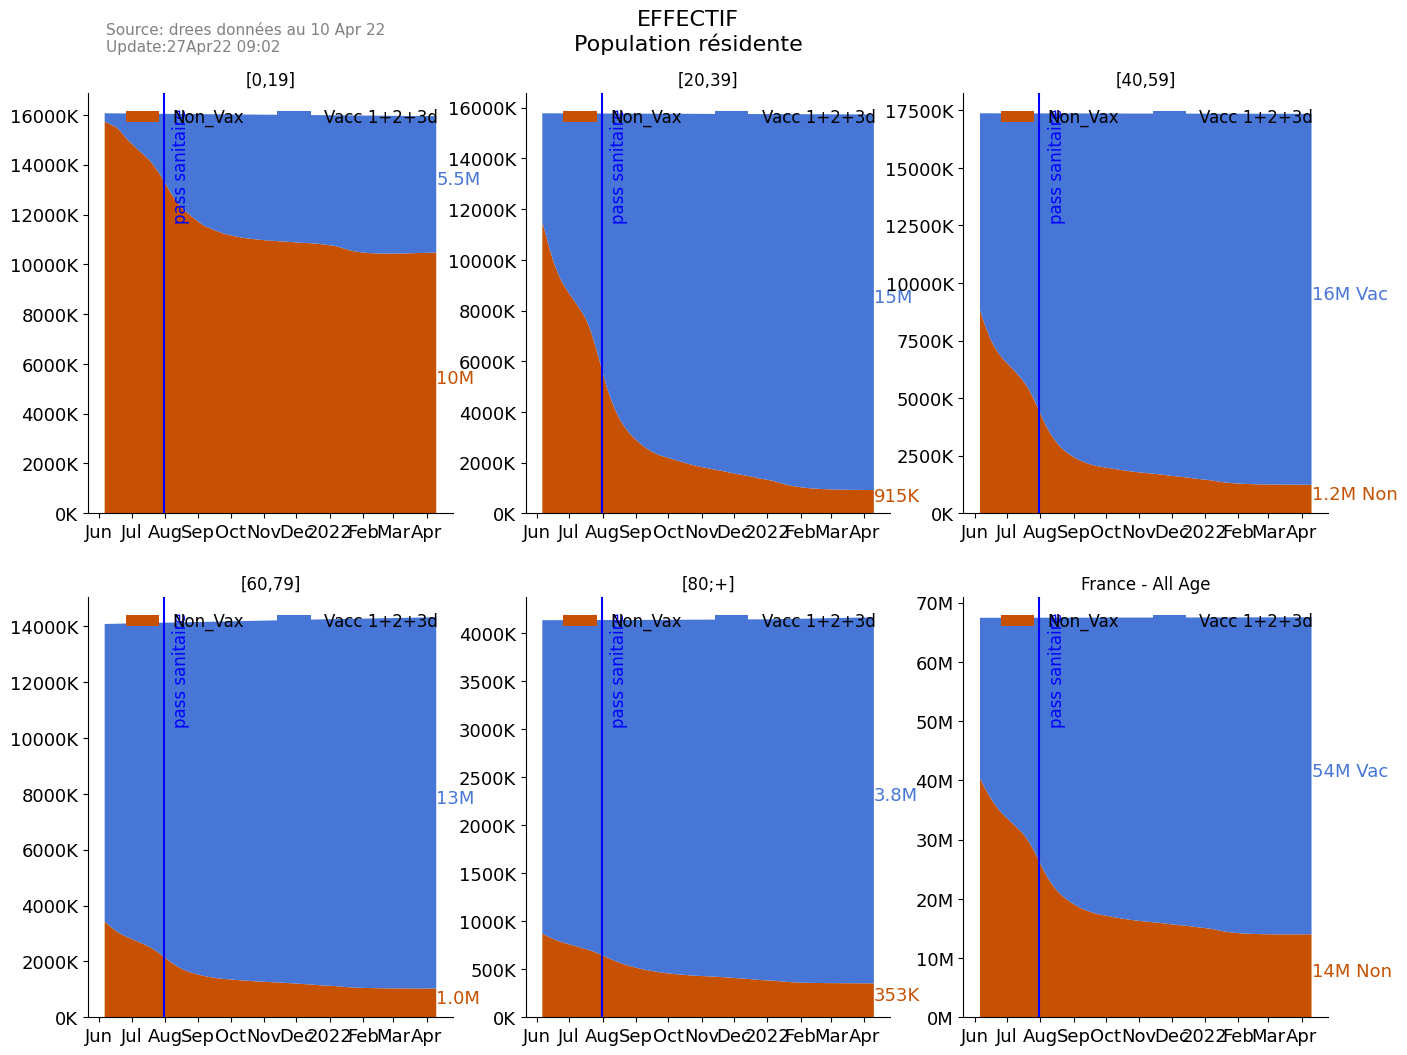 Source: drees données au 10 Apr 22
Update:27Apr22 09:02
EFFECTIF
Population résidente
[0,19]
16000K
14000K
12000K
10000K
8000K
6000K
4000K
2000K
0K
Non_Vax
Vacc 1+2+3d
pass sanitaire
5.5M
10M
Jun Jul Aug Sep Oct Nov Dec 2022 Feb Mar Apr
[20,39]
16000K
14000K
12000K
10000K
8000K
6000K
4000K
2000K
0K
Non_Vax
Vacc 1+2+3d
pass sanitaire
15M
915K
Jun Jul Aug Sep Oct Nov Dec 2022 Feb Mar Apr
[40,59]
17500K
15000K
12500K
10000K
7500K
5000K
2500K
0K
Non_Vax
Vacc 1+2+3d
pass sanitaire
16M Vac
1.2M Non
Jun Jul Aug Sep Oct Nov Dec 2022 Feb Mar Apr
[60,79]
14000K
12000K
10000K
8000K
6000K
4000K
2000K
0K
Non_Vax
Vacc 1+2+3d
pass sanitaire
13M
1.0M
Jun Jul Aug Sep Oct Nov Dec 2022 Feb Mar Apr
[80;+]
4000K
3500K
3000K
2500K
2000K
1500K
1000K
500K
0K
Non_Vax
Vacc 1+2+3d
pass sanitaire
3.8M
353K
Jun Jul Aug Sep Oct Nov Dec 2022 Feb Mar Apr
France - All Age
70M
60M
50M
40M
30M
20M
10M
0M
Non_Vax
Vacc 1+2+3d
pass sanitaire
54M Vac
14M Non
Jun Jul Aug Sep Oct Nov Dec 2022 Feb Mar Apr